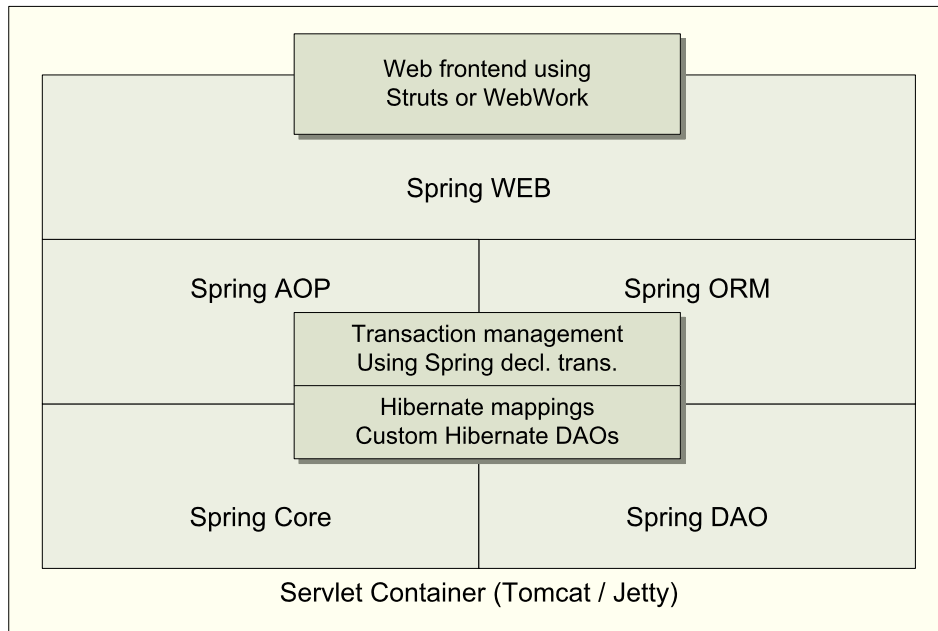 Web frontend using
Struts or WebWork
Spring WEB
Spring AOP
Spring ORM
Transaction management
Using Spring decl. trans.
Hibernate mappings
Custom Hibernate DAOs
Spring Core
Spring DAO
Servlet Container (Tomcat / Jetty)